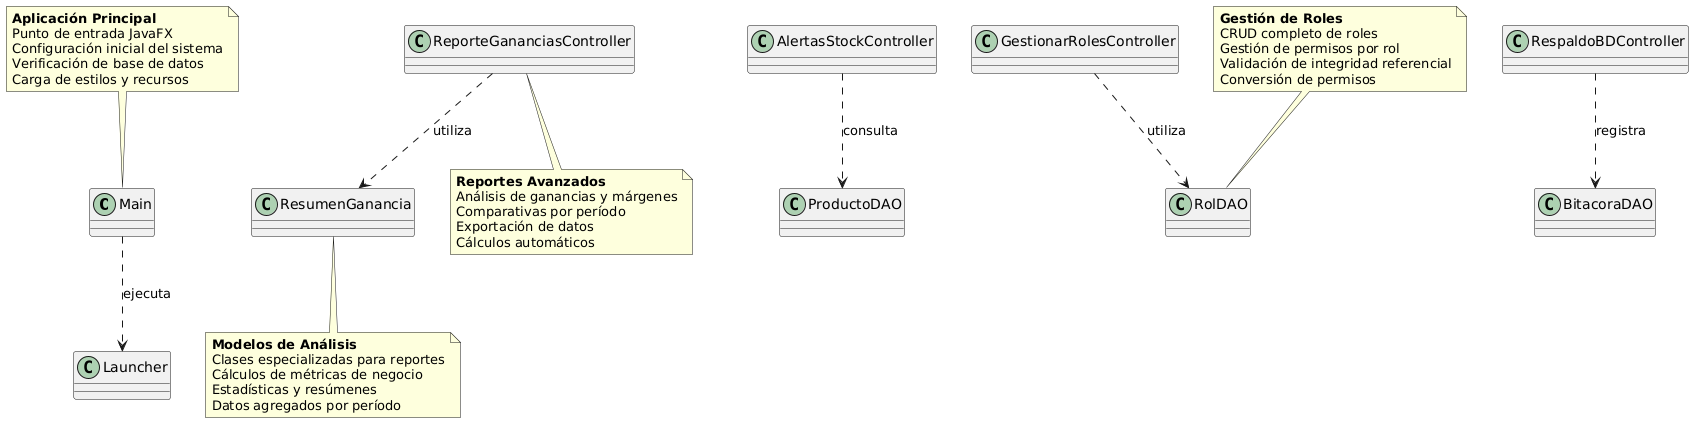 Aplicación Principal
Punto de entrada JavaFX
Configuración inicial del sistema
Verificación de base de datos
Carga de estilos y recursos
C ReporteGananciasController
C AlertasStockController
C GestionarRolesController
Gestión de Roles
CRUD completo de roles
Gestión de permisos por rol
Validación de integridad referencial
Conversión de permisos
C RespaldoBDController
utiliza
consulta
utiliza
registra
C Main
C ResumenGanancia
Reportes Avanzados
Análisis de ganancias y márgenes
Comparativas por período
Exportación de datos
Cálculos automáticos
C ProductoDAO
C RolDAO
C BitacoraDAO
ejecuta
C Launcher
Modelos de Análisis
Clases especializadas para reportes
Cálculos de métricas de negocio
Estadísticas y resúmenes
Datos agregados por período